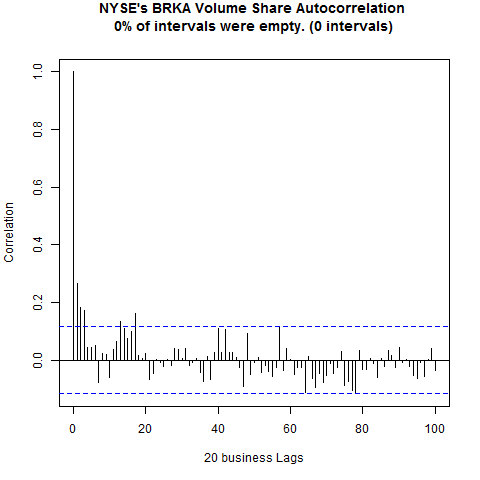 NYSE's BRKA Volume Share Autocorrelation
0% of intervals were empty. (0 intervals)
Correlation
1.0
0.8
0.6
0.4
0.2
0.0
0 20 40 60 80 100
20 business Lags